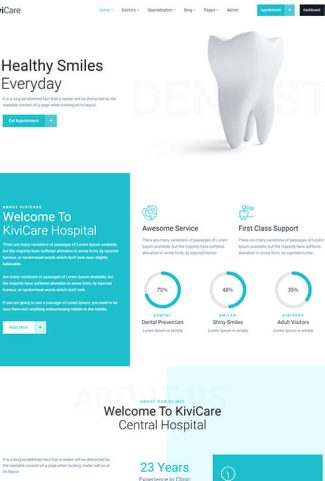 viCare
Home Doctors Specialization Blog Pages Admin
Appointment Dashboard
DENTIST
Healthy Smiles
Everyday
It is a long established fact that a reader will be distracted by the
readable content of a page when looking at its layout.
Get Appointment
ABOUT KIVICARE
Welcome To
KiviCare Hospital
There are many variations of passages of Lorem Ipsum available,
but the majority have suffered alteration in some form, by injected
humour, or randomised words which don't look even slightly
believable.
There are many variations of passages of Lorem Ipsum available,
but the majority have suffered alteration in some form, by injected
humour, or randomised words which don't look.
If you are going to use a passage of Lorem Ipsum, you need to be
sure there isn't anything embarrassing hidden in the middle
Read More
Awesome Service
There are many variations of passages of
Lorem Ipsum available, but the majority have suffered
alteration in some form, by injected humour.
First Class Support
There are many variations of passages of
Lorem Ipsum available, but the majority have suffered
alteration in some form, by injected humour.
70%
DENTAL
Dental Prevention
Lorem Ipsum is simply
48%
SMILES
Shiny Smiles
Lorem Ipsum is simply
35%
VISITORS
Adult Visitors
Lorem Ipsum is simply
ABOUT US
ABOUT OUR CLINIC
Welcome To KiviCare
Central Hospital
It is a long established fact that a reader will be distracted by
the readable content of a page when looking reader will be at
its layout.
23 Years
Experience in Clinic